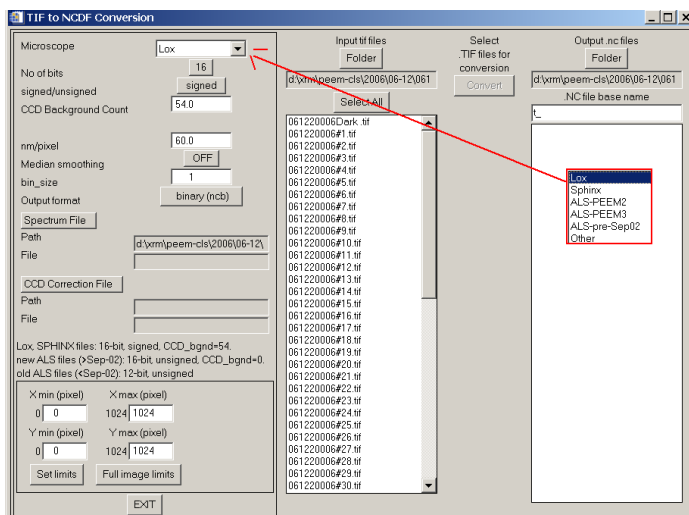 TIF to NCDF Conversion
Microscope
Lox
No of bits
16
signed/unsigned
signed
CCD Background Count
54.0
nm/pixel
60.0
Median smoothing
OFF
bin_size
1
Output format
binary (ncb)
Spectrum File
Path
d:\xrm\peem-cls\2006\06-12\
File
CCD Correction File
Path
File
Lox, SPHINX files: 16-bit, signed, CCD_bgnd=54.
new ALS files (>Sep-02): 16-bit, unsigned, CCD_bgnd=0.
old ALS files (<Sep-02): 12-bit, unsigned
X min (pixel)
X max (pixel)
0
0
1024
1024
Y min (pixel)
Y max (pixel)
0
0
1024
1024
Set limits
Full image limits
EXIT
Input tif files
Folder
d:\xrm\peem-cls\2006\06-12\061
Select All
061220006Dark .tif
061220006#1.tif
061220006#2.tif
061220006#3.tif
061220006#4.tif
061220006#5.tif
061220006#6.tif
061220006#7.tif
061220006#8.tif
061220006#9.tif
061220006#10.tif
061220006#11.tif
061220006#12.tif
061220006#13.tif
061220006#14.tif
061220006#15.tif
061220006#16.tif
061220006#17.tif
061220006#18.tif
061220006#19.tif
061220006#20.tif
061220006#21.tif
061220006#22.tif
061220006#23.tif
061220006#24.tif
061220006#25.tif
061220006#26.tif
061220006#27.tif
061220006#28.tif
061220006#29.tif
061220006#30.tif
Select
.TIF files for
conversion
Convert
Output .nc files
Folder
d:\xrm\peem-cls\2006\06-12\061
.NC file base name
t_
Lox
Sphinx
ALS-PEEM2
ALS-PEEM3
ALS-pre-Sep02
Other